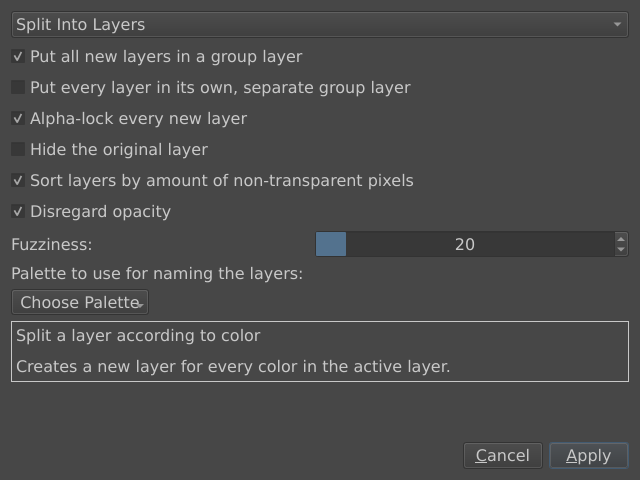 Split Into Layers
Put all new layers in a group layer
Put every layer in its own, separate group layer
Alpha-lock every new layer
Hide the original layer
Sort layers by amount of non-transparent pixels
Disregard opacity
Fuzziness: 20
Palette to use for naming the layers:
Choose Palette
Split a layer according to color
Creates a new layer for every color in the active layer.
Cancel Apply